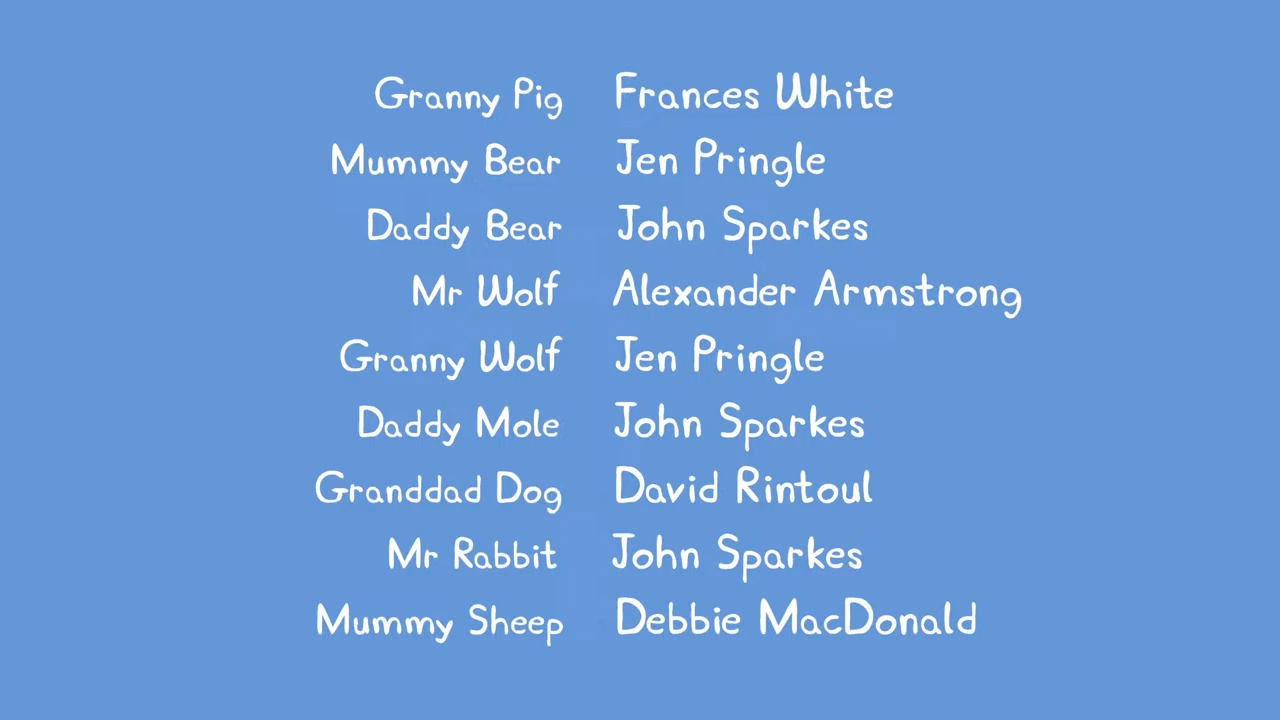 Granny Pig Frances White
Mummy Bear Jen Pringle
Daddy Bear John Sparkes
Mr Wolf Alexander Armstrong
Granny Wolf Jen Pringle
Daddy Mole John Sparkes
Granddad Dog David Rintoul
Mr Rabbit John Sparkes
Mummy Sheep Debbie MacDonald